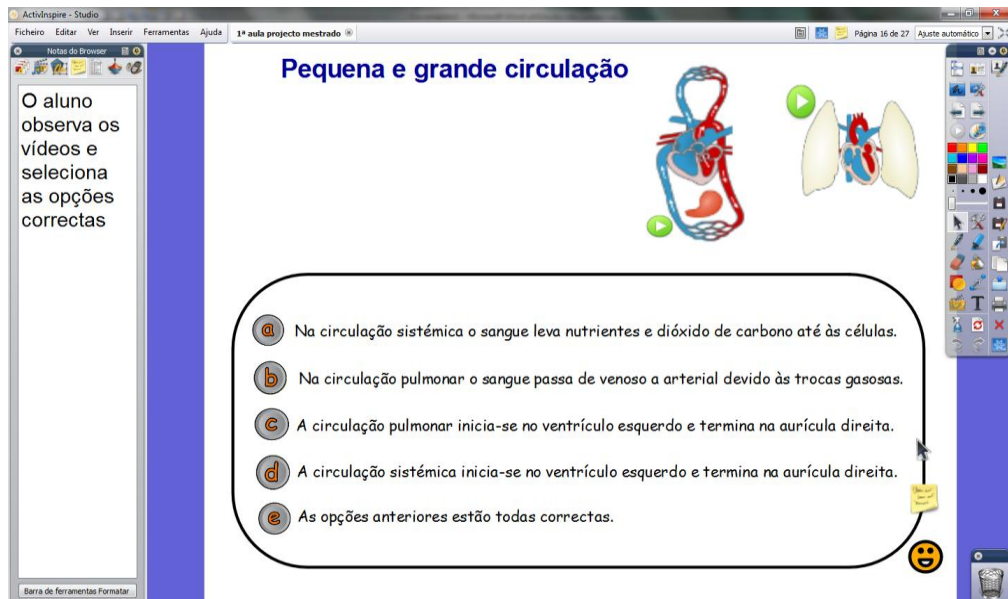 ActivInspire - Studio
Ficheiro Editar Ver Inserir Ferramentas Ajuda 1ª aula projecto mestrado Página 16 de 27 Ajuste automático
Notas do Browser
O aluno
observa os
vídeos e
seleciona
as opções
correctas
Pequena e grande circulação
a Na circulação sistémica o sangue leva nutrientes e dióxido de carbono até às células.
b Na circulação pulmonar o sangue passa de venoso a arterial devido às trocas gasosas.
c A circulação pulmonar inicia-se no ventrículo esquerdo e termina na aurícula direita.
d A circulação sistémica inicia-se no ventrículo esquerdo e termina na aurícula direita.
e As opções anteriores estão todas correctas.
Barra de ferramentas Formatar